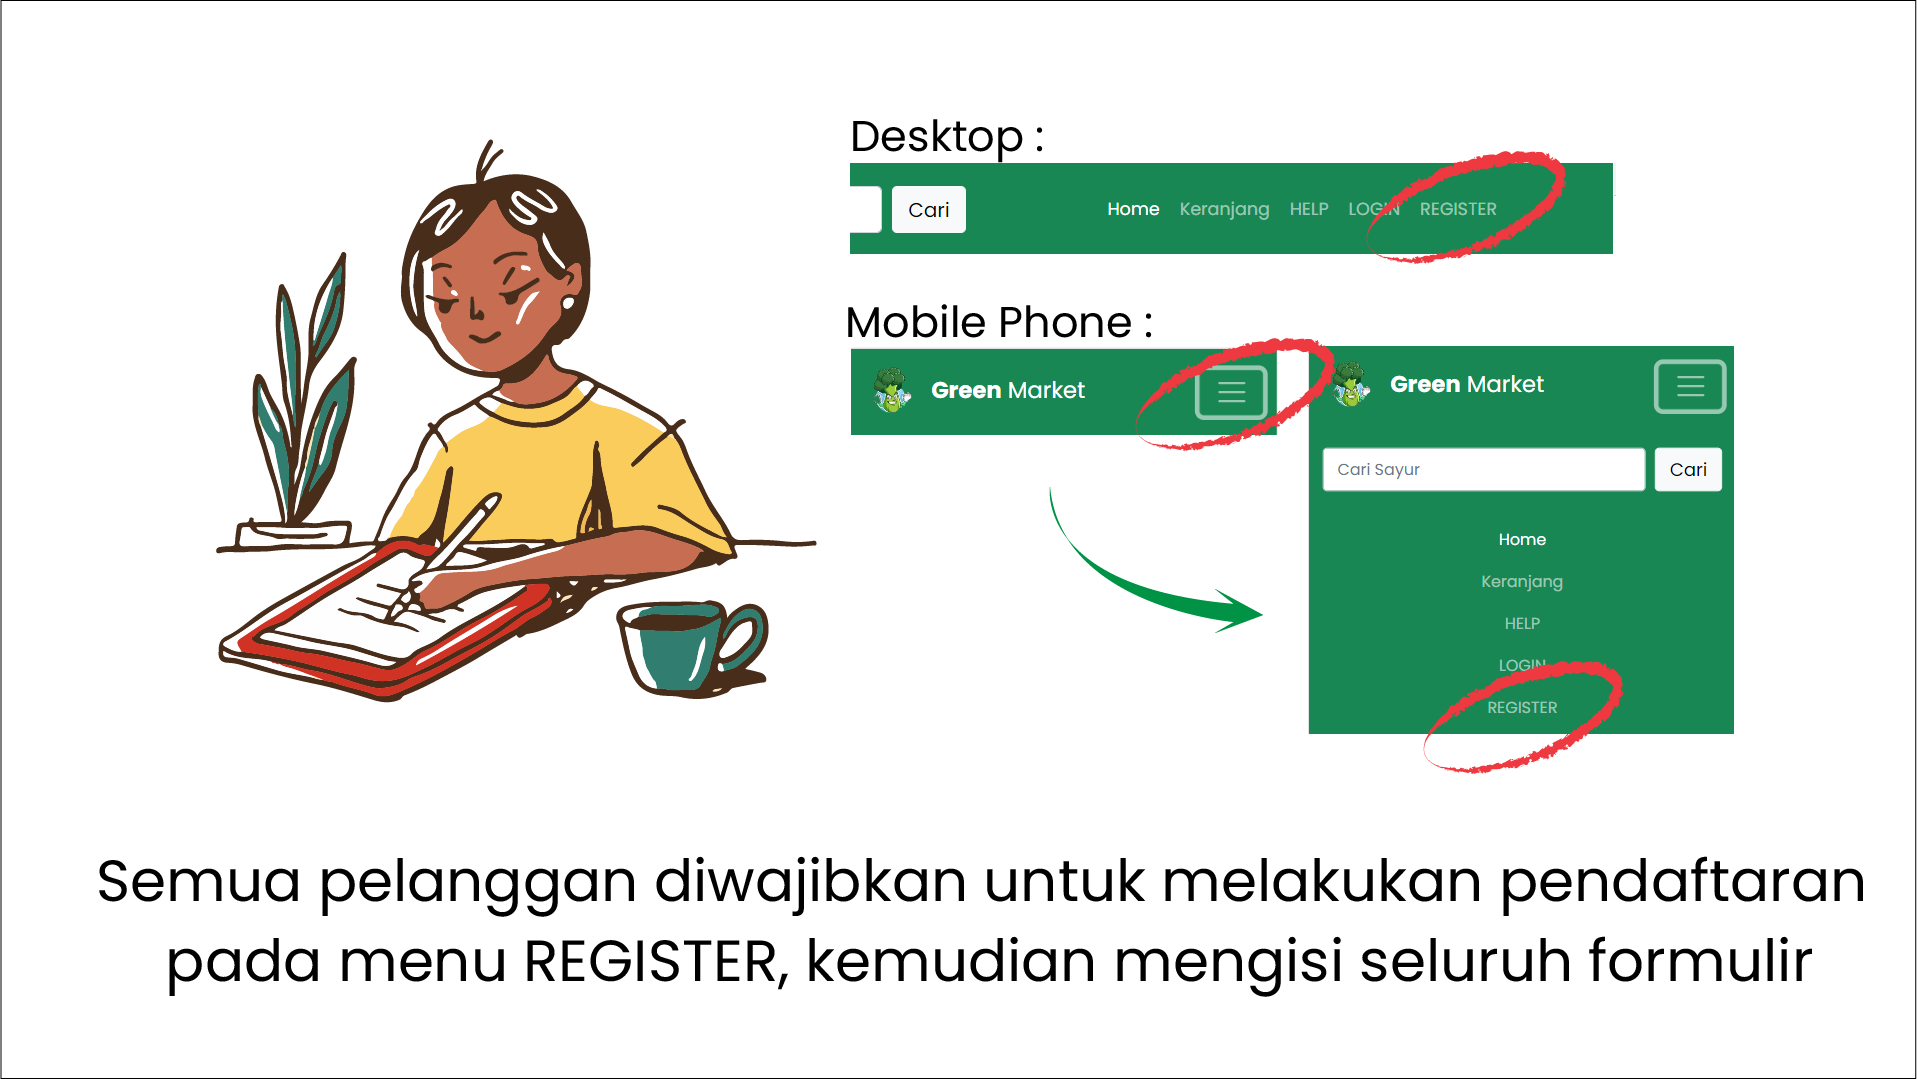 Desktop :
Cari Home Keranjang HELP LOGIN REGISTER
Mobile Phone :
Green Market
Green Market
Cari Sayur Cari
Home
Keranjang
HELP
LOGIN
REGISTER
Semua pelanggan diwajibkan untuk melakukan pendaftaran
pada menu REGISTER, kemudian mengisi seluruh formulir